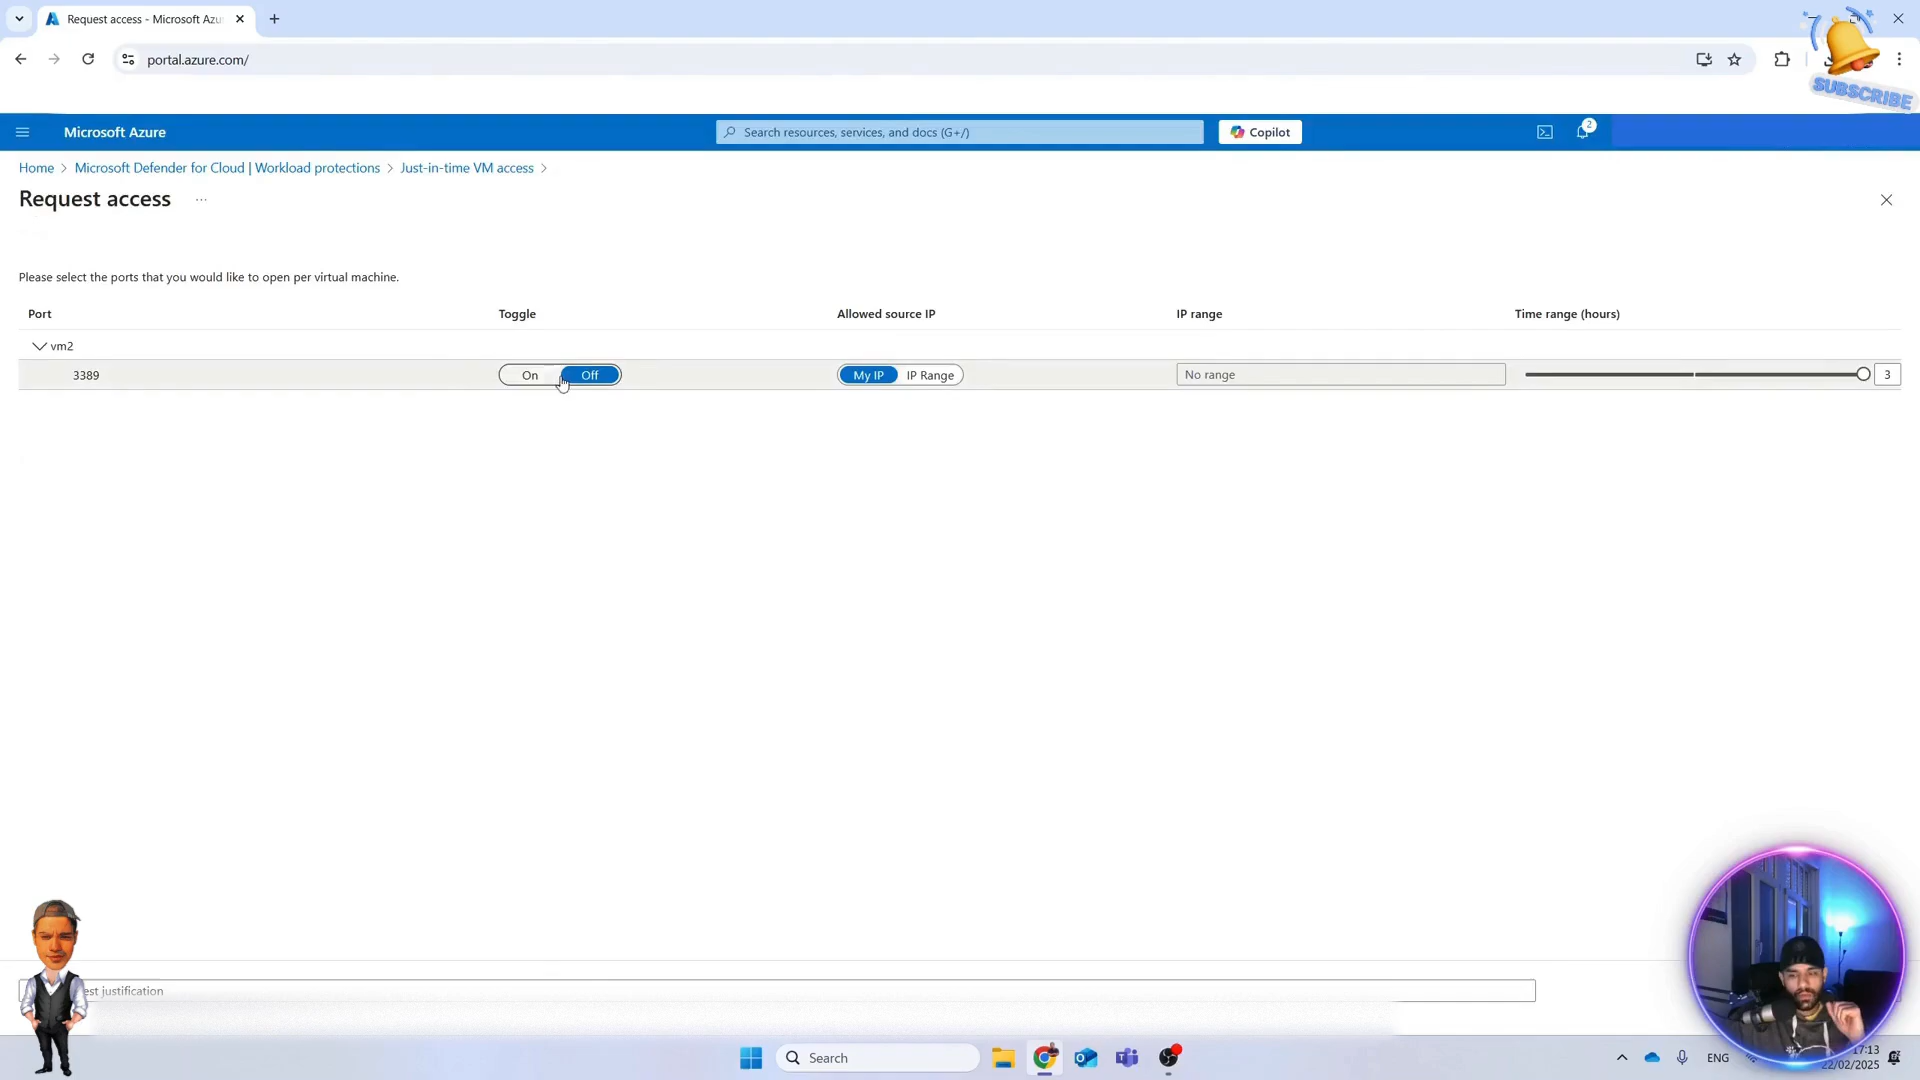 Request access - Microsoft Azu
portal.azure.com/
SUBSCRIBE
Microsoft Azure
Search resources, services, and docs (G+/)
Copilot
2
Home > Microsoft Defender for Cloud | Workload protections > Just-in-time VM access >
Request access ...
Please select the ports that you would like to open per virtual machine.
Port Toggle Allowed source IP IP range Time range (hours)
vm2
3389 On Off My IP IP Range No range 3
est justification
Search
ENG
17:13
22/02/2025